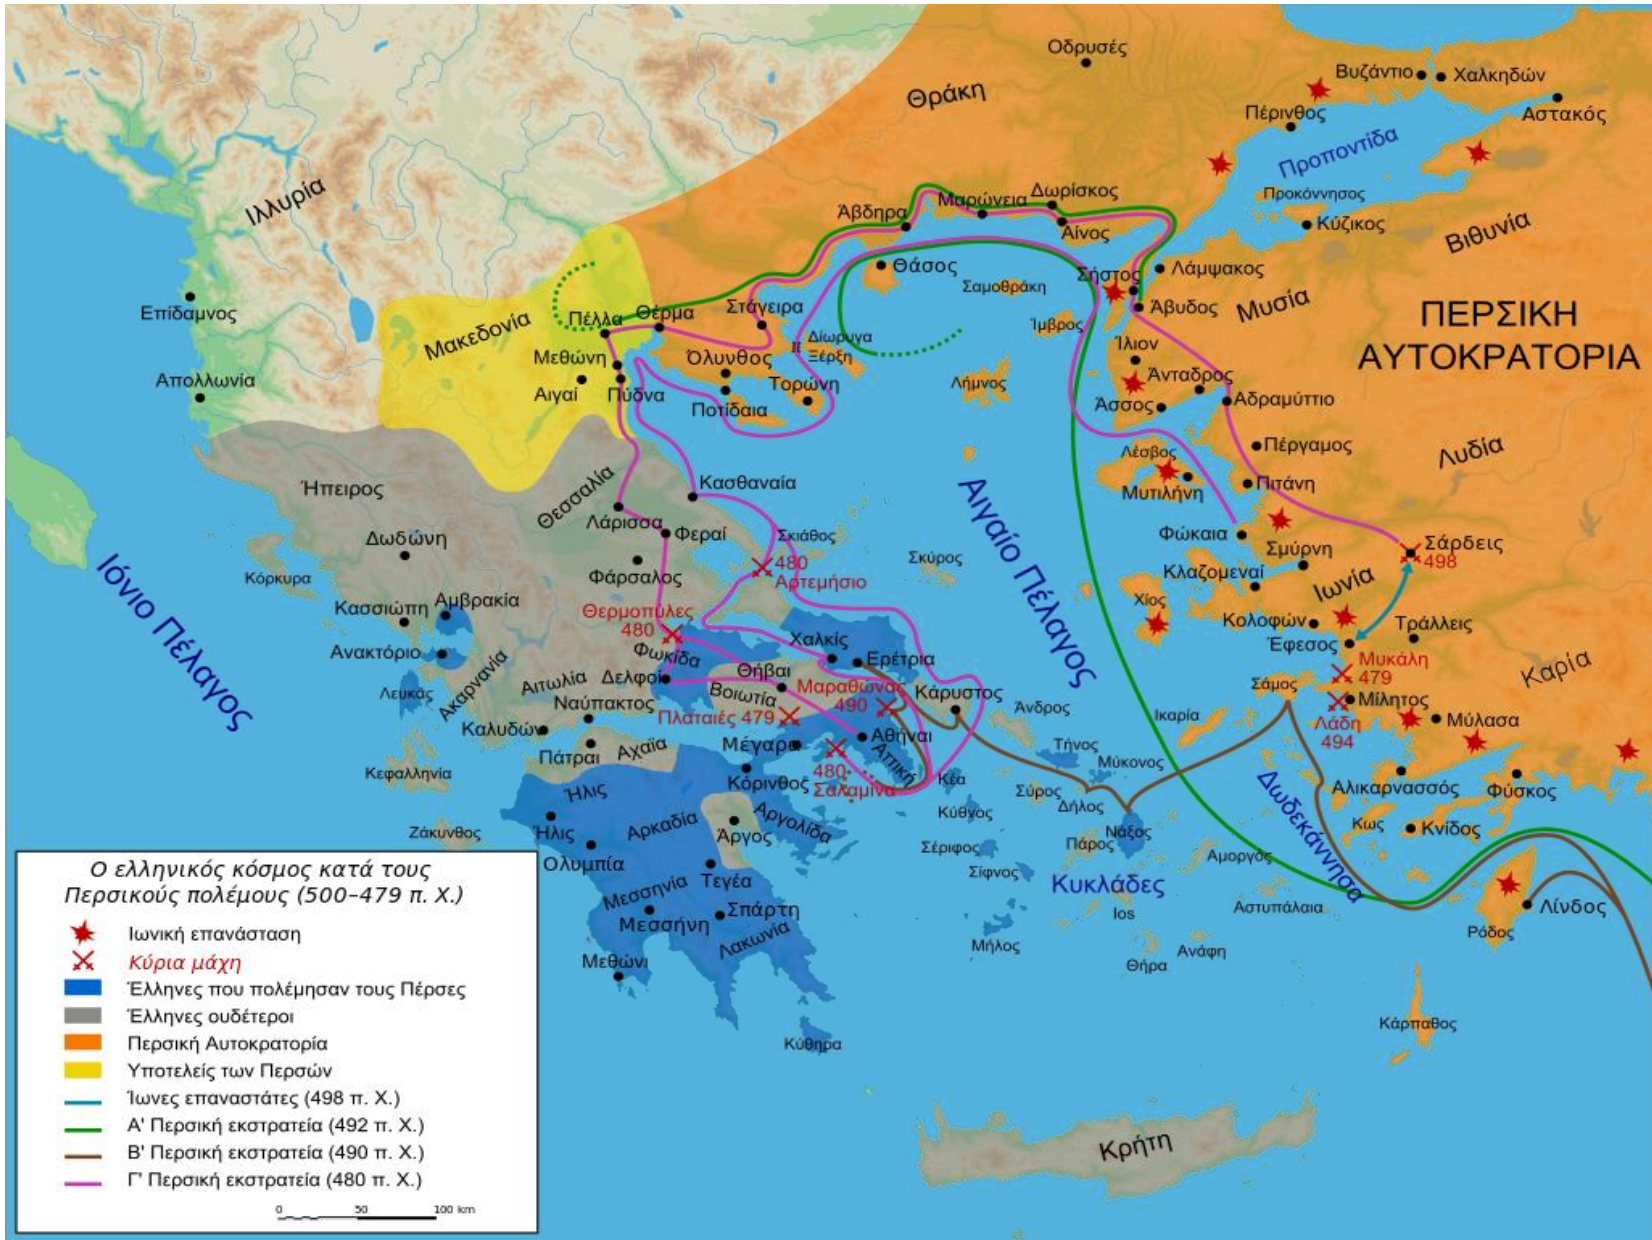 Οδρυσές
Βυζάντιο
Χαλκηδών
Θράκη
Πέρινθος
Αστακός
Προποντίδα
Ιλλυρία
Προκόννησος
Μαρώνεια
Δωρίσκος
Άβδηρα
Αίνος
Κύζικος
Βιθυνία
Θάσος
Σαμοθράκη
Σήστος
Λάμψακος
Επίδαμνος
Μακεδονία
Πέλλα
Θέρμα
Στάγειρα
Άβυδος
Μυσία
ΠΕΡΣΙΚΗ
ΑΥΤΟΚΡΑΤΟΡΙΑ
Ίμβρος
Δίωρυγα
Ξέρξη
Μεθώνη
Όλυνθος
Ίλιον
Απολλωνία
Αιγαί
Πύδνα
Τορώνη
Λήμνος
Άνταδρος
Ποτίδαια
Άσσος
Αδραμύττιο
Πέργαμος
Λέσβος
Λυδία
Ήπειρος
Θεσσαλία
Κασθαναία
Μυτιλήνη
Πιτάνη
Αιγαίο Πέλαγος
Λάρισσα
Φεραί
Σκιάθος
Φώκαια
Δωδώνη
Σκύρος
Σμύρνη
Σάρδεις
498
Ιόνιο Πέλαγος
Κόρκυρα
Φάρσαλος
480
Αρτεμήσιο
Κλαζομεναί
Ιωνία
Κασσιώπη
Αμβρακία
Θερμοπύλες
480
Χίος
Κολοφών
Τράλλεις
Ανακτόριο
Φωκίδα
Χαλκίς
Ερέτρια
Έφεσος
Μυκάλη
479
Καρία
Λευκάς
Ακαρνανία
Αιτωλία
Δελφοί
Θήβαι
Βοιωτία
Μαραθώνας
490
Κάρυστος
Σάμος
Μίλητος
Ναύπακτος
Πλαταιές 479
Άνδρος
Ικαρία
Λάδη
494
Μύλασα
Καλυδών
Πάτραι
Αχαΐα
Μέγαρα
Αθήναι
Αττική
Τήνος
Μύκονος
Κεφαλληνία
Κόρινθος
480
Σαλαμίνα
Κέα
Σύρος
Δήλος
Δωδεκάννησα
Αλικαρνασσός
Φύσκος
Ήλις
Ήλις
Αρκαδία
Άργος
Αργολίδα
Κύθνος
Νάξος
Πάρος
Κως
Κνίδος
Ζάκυνθος
Ολυμπία
Σέριφος
Αμοργός
Σίφνος
Κυκλάδες
Τεγέα
Μεσσηνία
Μεσσήνη
Σπάρτη
Λακωνία
Ios
Αστυπάλαια
Λίνδος
Ρόδος
Μήλος
Θήρα
Ανάφη
Μεθώνι
Κύθηρα
Κάρπαθος
Κρήτη
Ο ελληνικός κόσμος κατά τους
Περσικούς πολέμους (500–479 π. Χ.)
Ιωνική επανάσταση
Κύρια μάχη
Έλληνες που πολέμησαν τους Πέρσες
Έλληνες ουδέτεροι
Περσική Αυτοκρατορία
Υποτελείς των Περσών
Ίωνες επαναστάτες (498 π. Χ.)
Α' Περσική εκστρατεία (492 π. Χ.)
Β' Περσική εκστρατεία (490 π. Χ.)
Γ' Περσική εκστρατεία (480 π. Χ.)
0 50 100 km